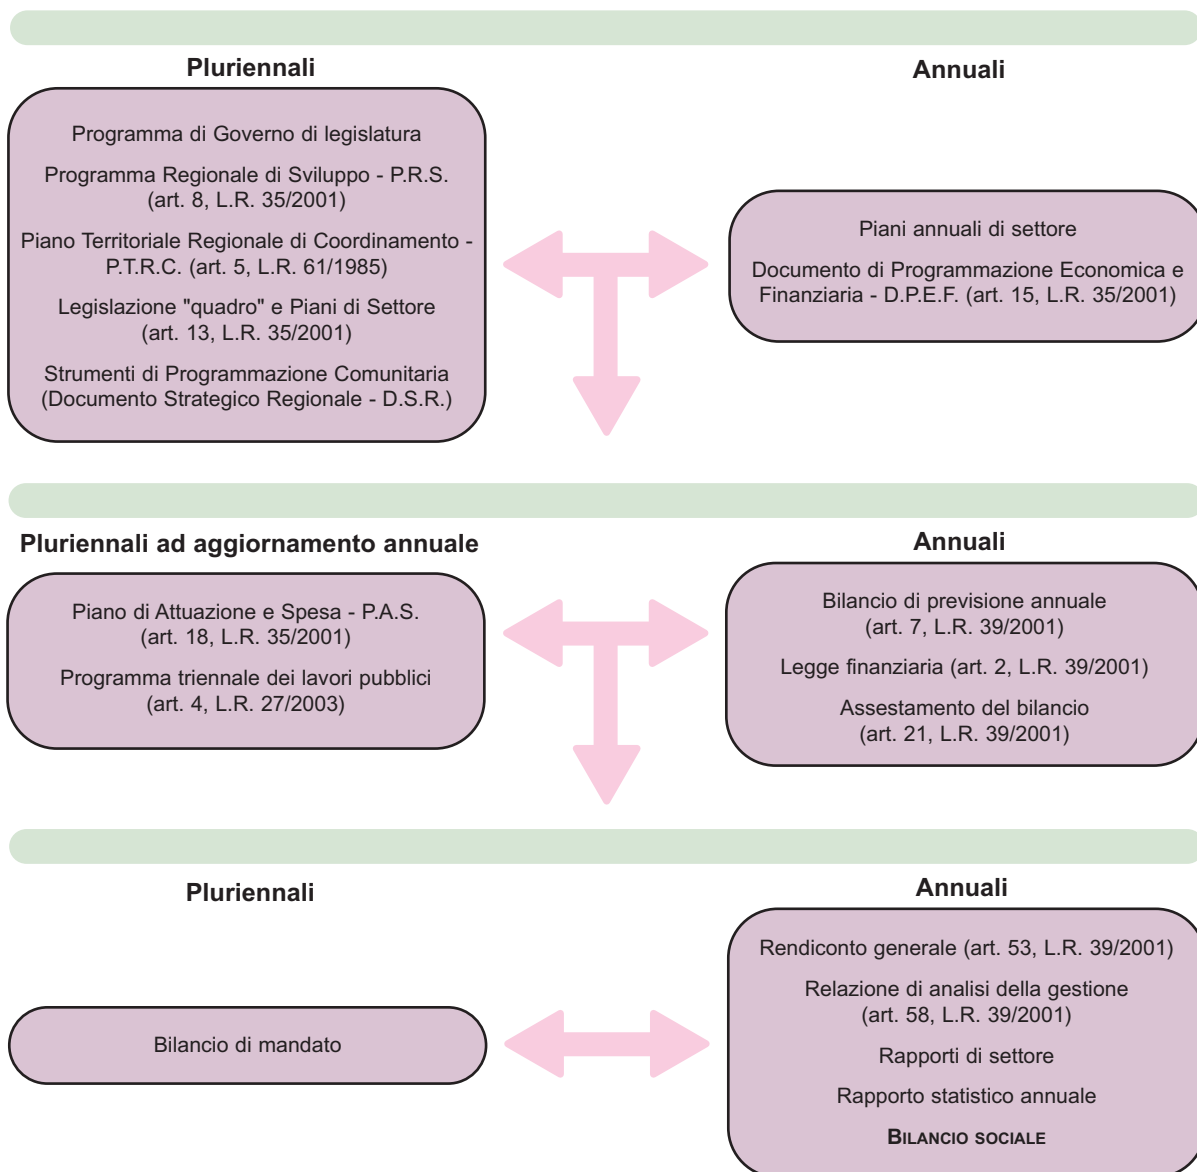 Pluriennali
Programma di Governo di legislatura
Programma Regionale di Sviluppo - P.R.S.
(art. 8, L.R. 35/2001)
Piano Territoriale Regionale di Coordinamento -
P.T.R.C. (art. 5, L.R. 61/1985)
Legislazione "quadro" e Piani di Settore
(art. 13, L.R. 35/2001)
Strumenti di Programmazione Comunitaria
(Documento Strategico Regionale - D.S.R.)
Annuali
Piani annuali di settore
Documento di Programmazione Economica e
Finanziaria - D.P.E.F. (art. 15, L.R. 35/2001)
Pluriennali ad aggiornamento annuale
Piano di Attuazione e Spesa - P.A.S.
(art. 18, L.R. 35/2001)
Programma triennale dei lavori pubblici
(art. 4, L.R. 27/2003)
Annuali
Bilancio di previsione annuale
(art. 7, L.R. 39/2001)
Legge finanziaria (art. 2, L.R. 39/2001)
Assestamento del bilancio
(art. 21, L.R. 39/2001)
Pluriennali
Bilancio di mandato
Annuali
Rendiconto generale (art. 53, L.R. 39/2001)
Relazione di analisi della gestione
(art. 58, L.R. 39/2001)
Rapporti di settore
Rapporto statistico annuale
BILANCIO SOCIALE